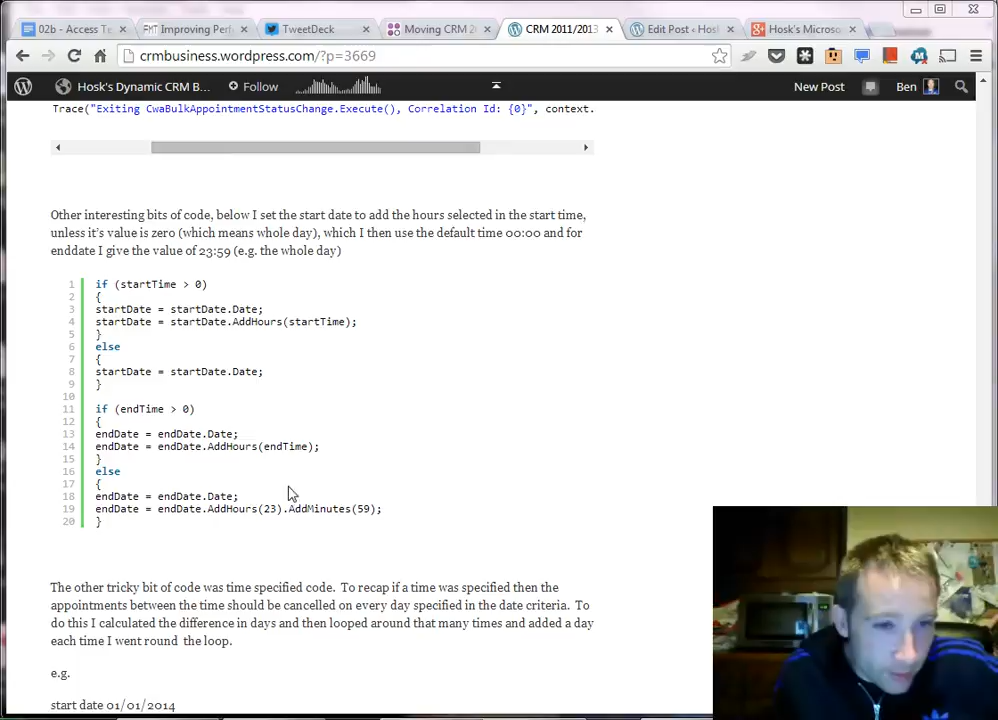 02b - Access Te
Improving Perf
TweetDeck
Moving CRM 2
CRM 2011/2013
Edit Post ‹ Hos
Hosk's Microso
crmbusiness.wordpress.com/?p=3669
Hosk's Dynamic CRM B...
Follow
New Post
Ben
Trace("Exiting CwaBulkAppointmentStatusChange.Execute(), Correlation Id: {0}", context.
Other interesting bits of code, below I set the start date to add the hours selected in the start time,
unless it's value is zero (which means whole day), which I then use the default time 00:00 and for
enddate I give the value of 23:59 (e.g. the whole day)
1 if (startTime > 0)
2 {
3 startDate = startDate.Date;
4 startDate = startDate.AddHours(startTime);
5 }
6 else
7 {
8 startDate = startDate.Date;
9 }
10
11 if (endTime > 0)
12 {
13 endDate = endDate.Date;
14 endDate = endDate.AddHours(endTime);
15 }
16 else
17 {
18 endDate = endDate.Date;
19 endDate = endDate.AddHours(23).AddMinutes(59);
20 }
The other tricky bit of code was time specified code. To recap if a time was specified then the
appointments between the time should be cancelled on every day specified in the date criteria. To
do this I calculated the difference in days and then looped around that many times and added a day
each time I went round the loop.
e.g.
start date 01/01/2014